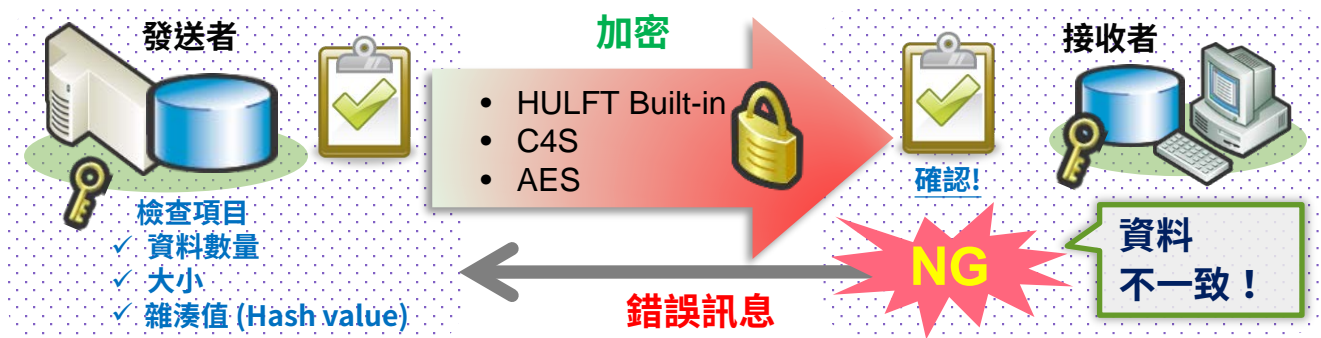 發送者
加密
接收者
• HULFT Built-in
• C4S
• AES
確認!
檢查項目
✓ 資料數量
✓ 大小
✓ 雜湊值 (Hash value)
NG
資料
不一致！
錯誤訊息